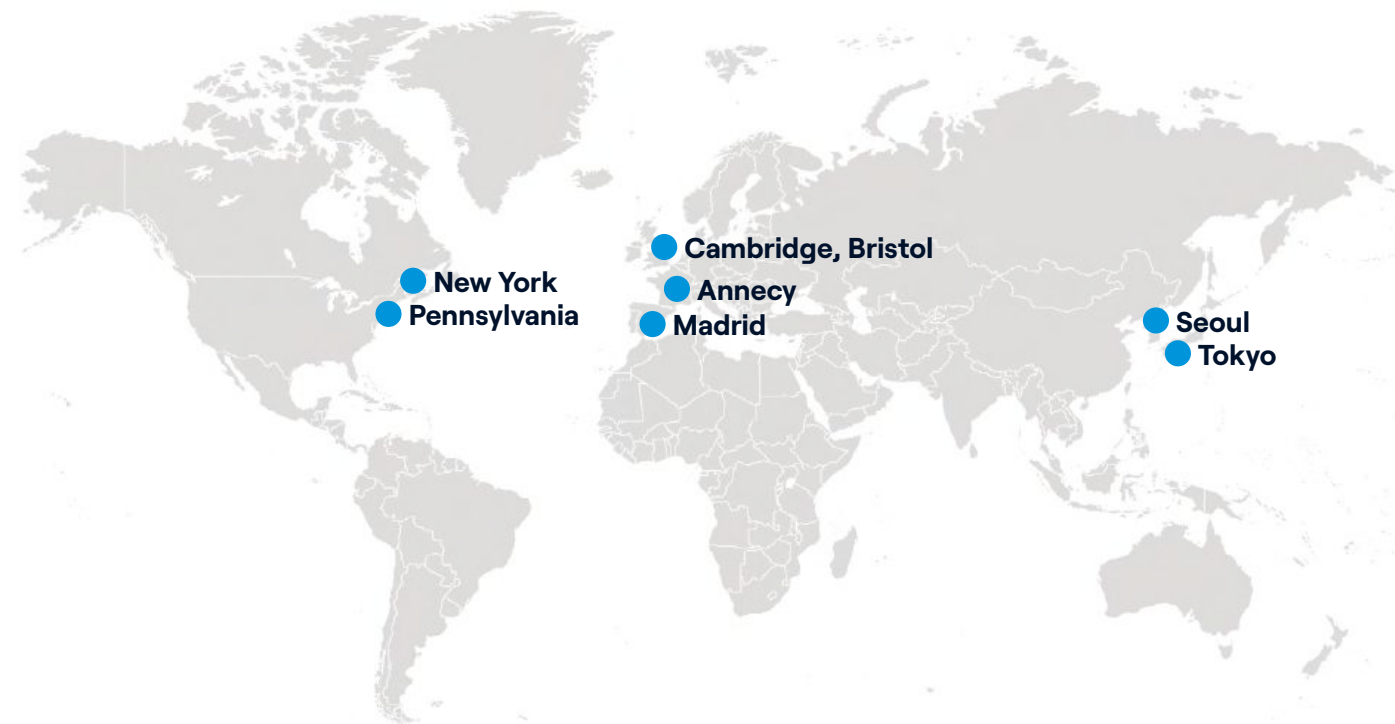 Cambridge, Bristol
New York
Annecy
Pennsylvania
Madrid
Seoul
Tokyo